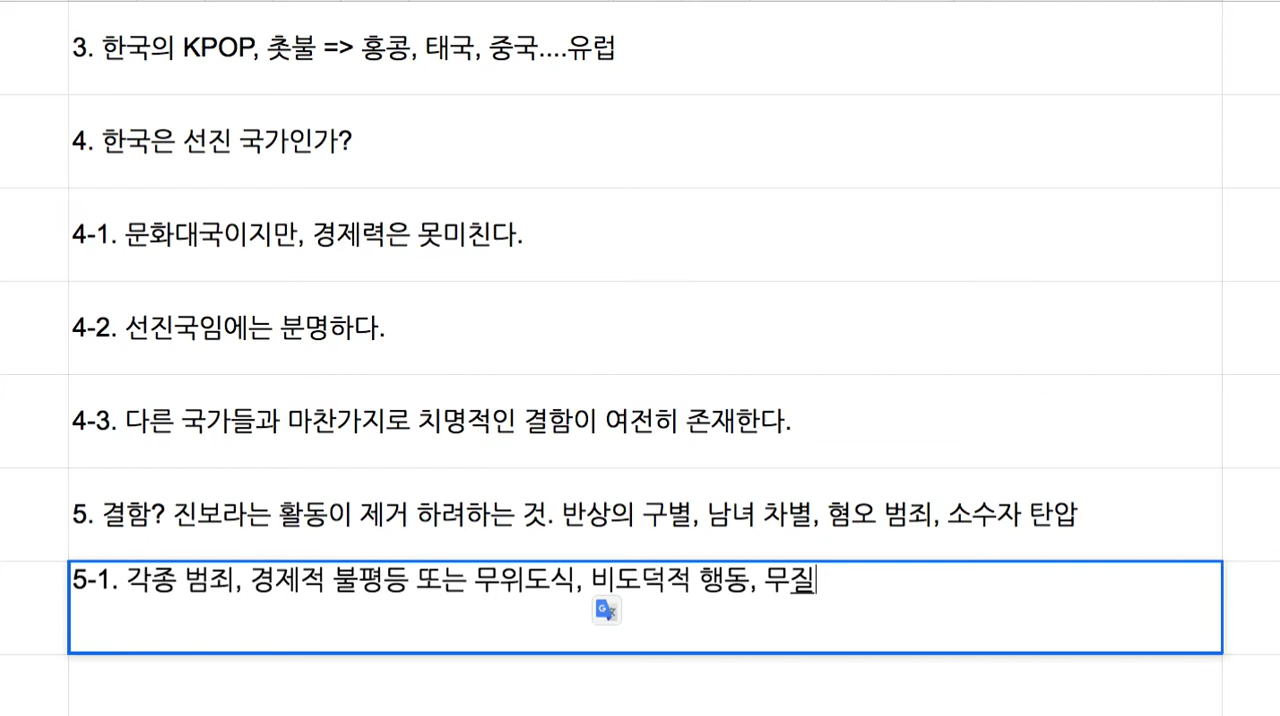 3. 한국의 KPOP, 촛불 => 홍콩, 태국, 중국....유럽
4. 한국은 선진 국가인가?
4-1. 문화대국이지만, 경제력은 못미친다.
4-2. 선진국임에는 분명하다.
4-3. 다른 국가들과 마찬가지로 치명적인 결함이 여전히 존재한다.
5. 결함? 진보라는 활동이 제거 하려하는 것. 반상의 구별, 남녀 차별, 혐오 범죄, 소수자 탄압
5-1. 각종 범죄, 경제적 불평등 또는 무위도식, 비도덕적 행동, 무질